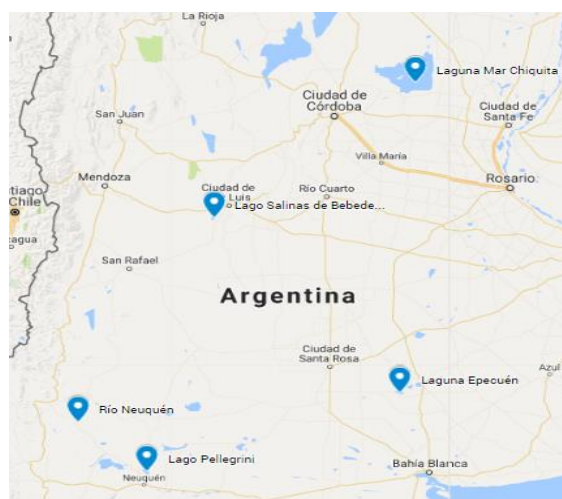 La Rioja
Laguna Mar Chiquita
Ciudad de
Córdoba
Ciudad de
Santa Fe
San Juan
Villa María
Mendoza
Ciudad de
Luis
Río Cuarto
Rosario
tiago
Chile
Lago Salinas de Bebede...
cagua
San Rafael
Argentina
Ciudad de
Santa Rosa
Azul
Laguna Epecuén
Río Neuquén
Lago Pellegrini
Neuquén
Bahía Blanca